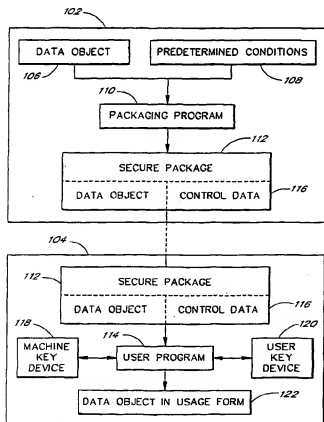 102
DATA OBJECT
PREDETERMINED CONDITIONS
106
108
110
PACKAGING PROGRAM
112
SECURE PACKAGE
DATA OBJECT
CONTROL DATA
116
104
112
SECURE PACKAGE
DATA OBJECT
CONTROL DATA
116
118
114
120
MACHINE KEY DEVICE
USER PROGRAM
USER KEY DEVICE
DATA OBJECT IN USAGE FORM
122